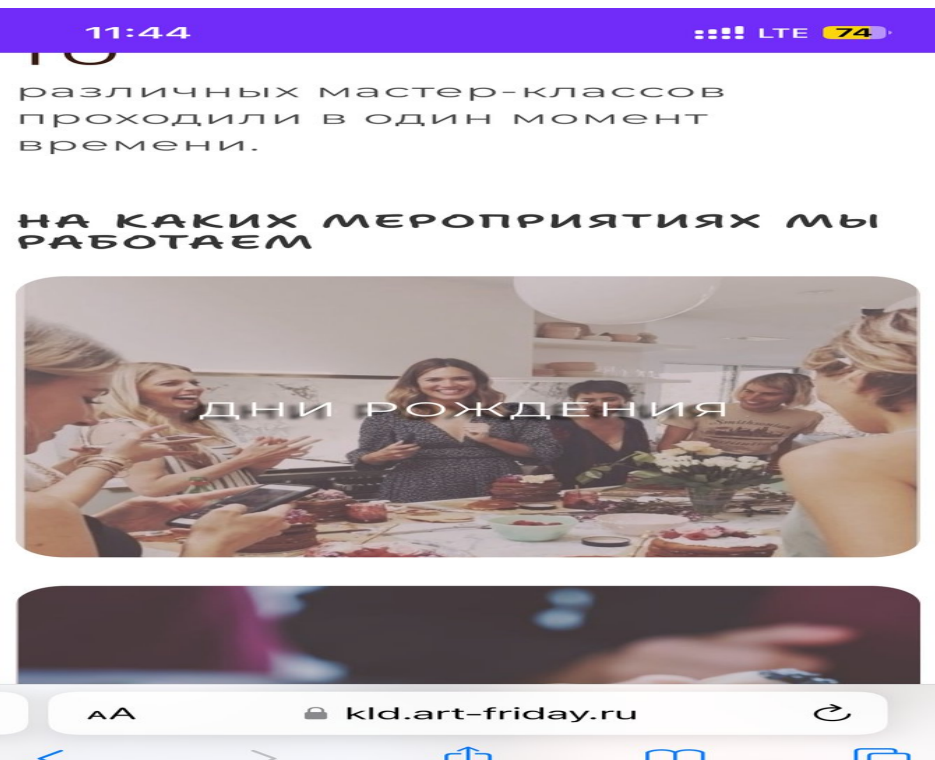 11:44
LTE 74
различных мастер-классов
проходили в один момент
времени.
НА КАКИХ МЕРОПРИЯТИЯХ МЫ
РАБОТАЕМ
ДНИ РОЖДЕНИЯ
AA kld.art-friday.ru